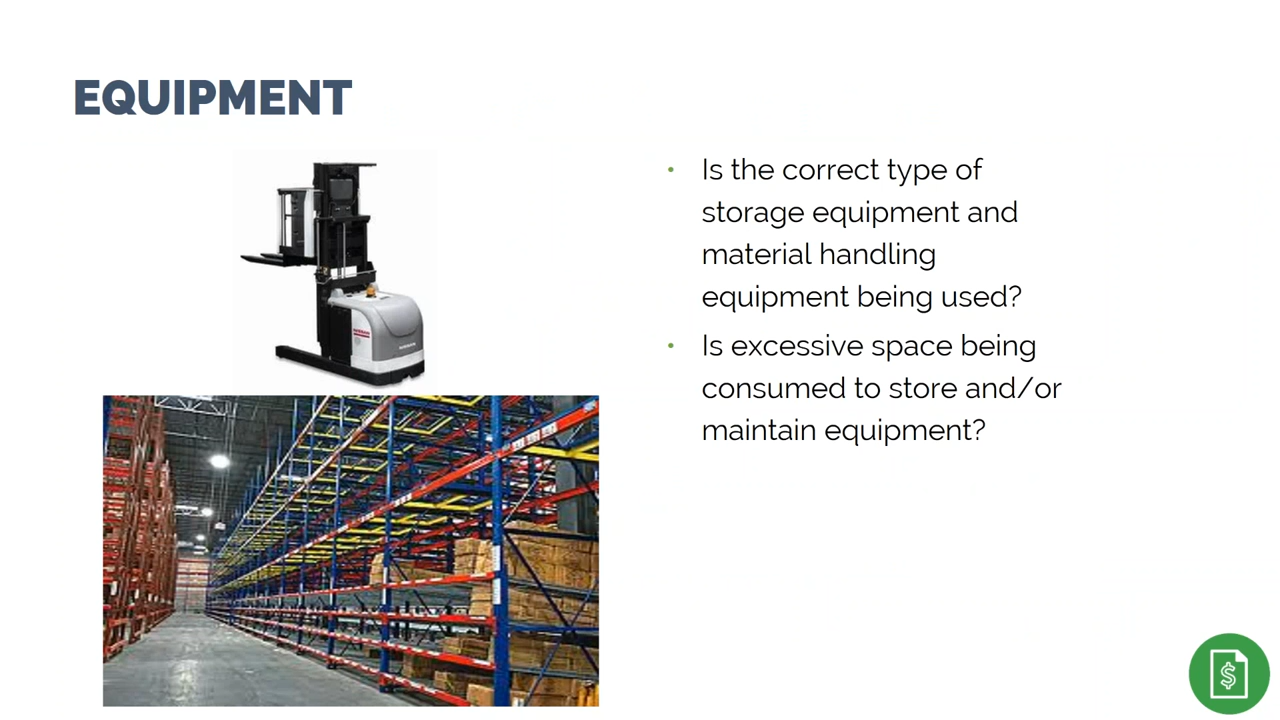 EQUIPMENT
• Is the correct type of
storage equipment and
material handling
equipment being used?
• Is excessive space being
consumed to store and/or
maintain equipment?
$